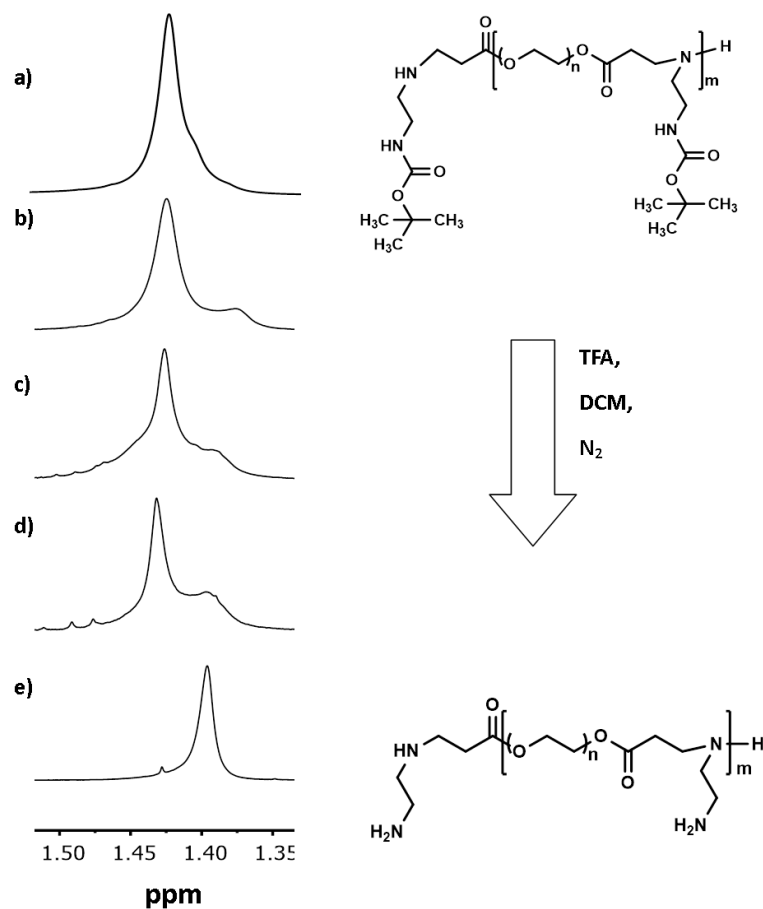 a)
b)
c)
d)
e)
1.50 1.45 1.40 1.35
ppm
O
HN
O
n
O
O
N
H
m
HN
O
O
H₃C
CH₃
H₃C
HN
O
O
H₃C
CH₃
H₃C
TFA,
DCM,
N₂
O
HN
O
n
O
O
N
H
m
H₂N
H₂N